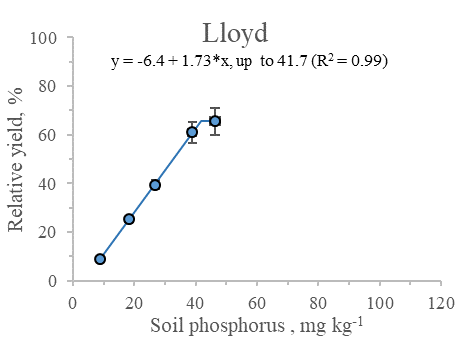 Lloyd
y = -6.4 + 1.73*x, up to 41.7 (R² = 0.99)
100
80
60
40
20
0
Relative yield, %
0 20 40 60 80 100 120
Soil phosphorus , mg kg⁻¹